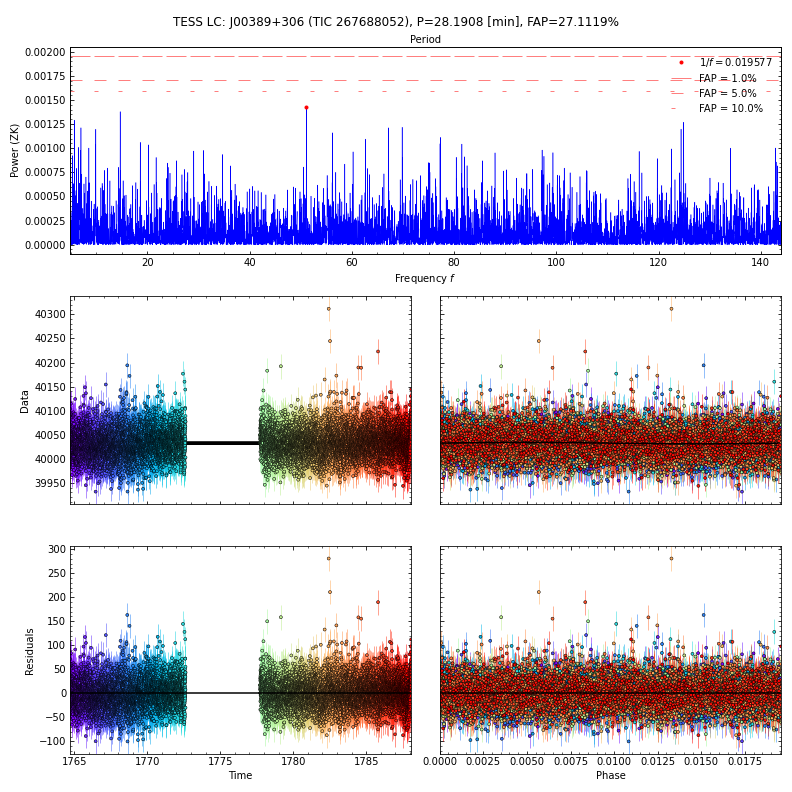 TESS LC: J00389+306 (TIC 267688052), P=28.1908 [min], FAP=27.1119%
Period
0.00200
0.00175
0.00150
0.00125
0.00100
0.00075
0.00050
0.00025
0.00000
Power (ZK)
1/f = 0.019577
FAP = 1.0%
FAP = 5.0%
FAP = 10.0%
20 40 60 80 100 120 140
Frequency f
40300
40250
40200
40150
40100
40050
40000
39950
Data
300
250
200
150
100
50
0
−50
−100
Residuals
1765 1770 1775 1780 1785
Time
0.0000 0.0025 0.0050 0.0075 0.0100 0.0125 0.0150 0.0175
Phase